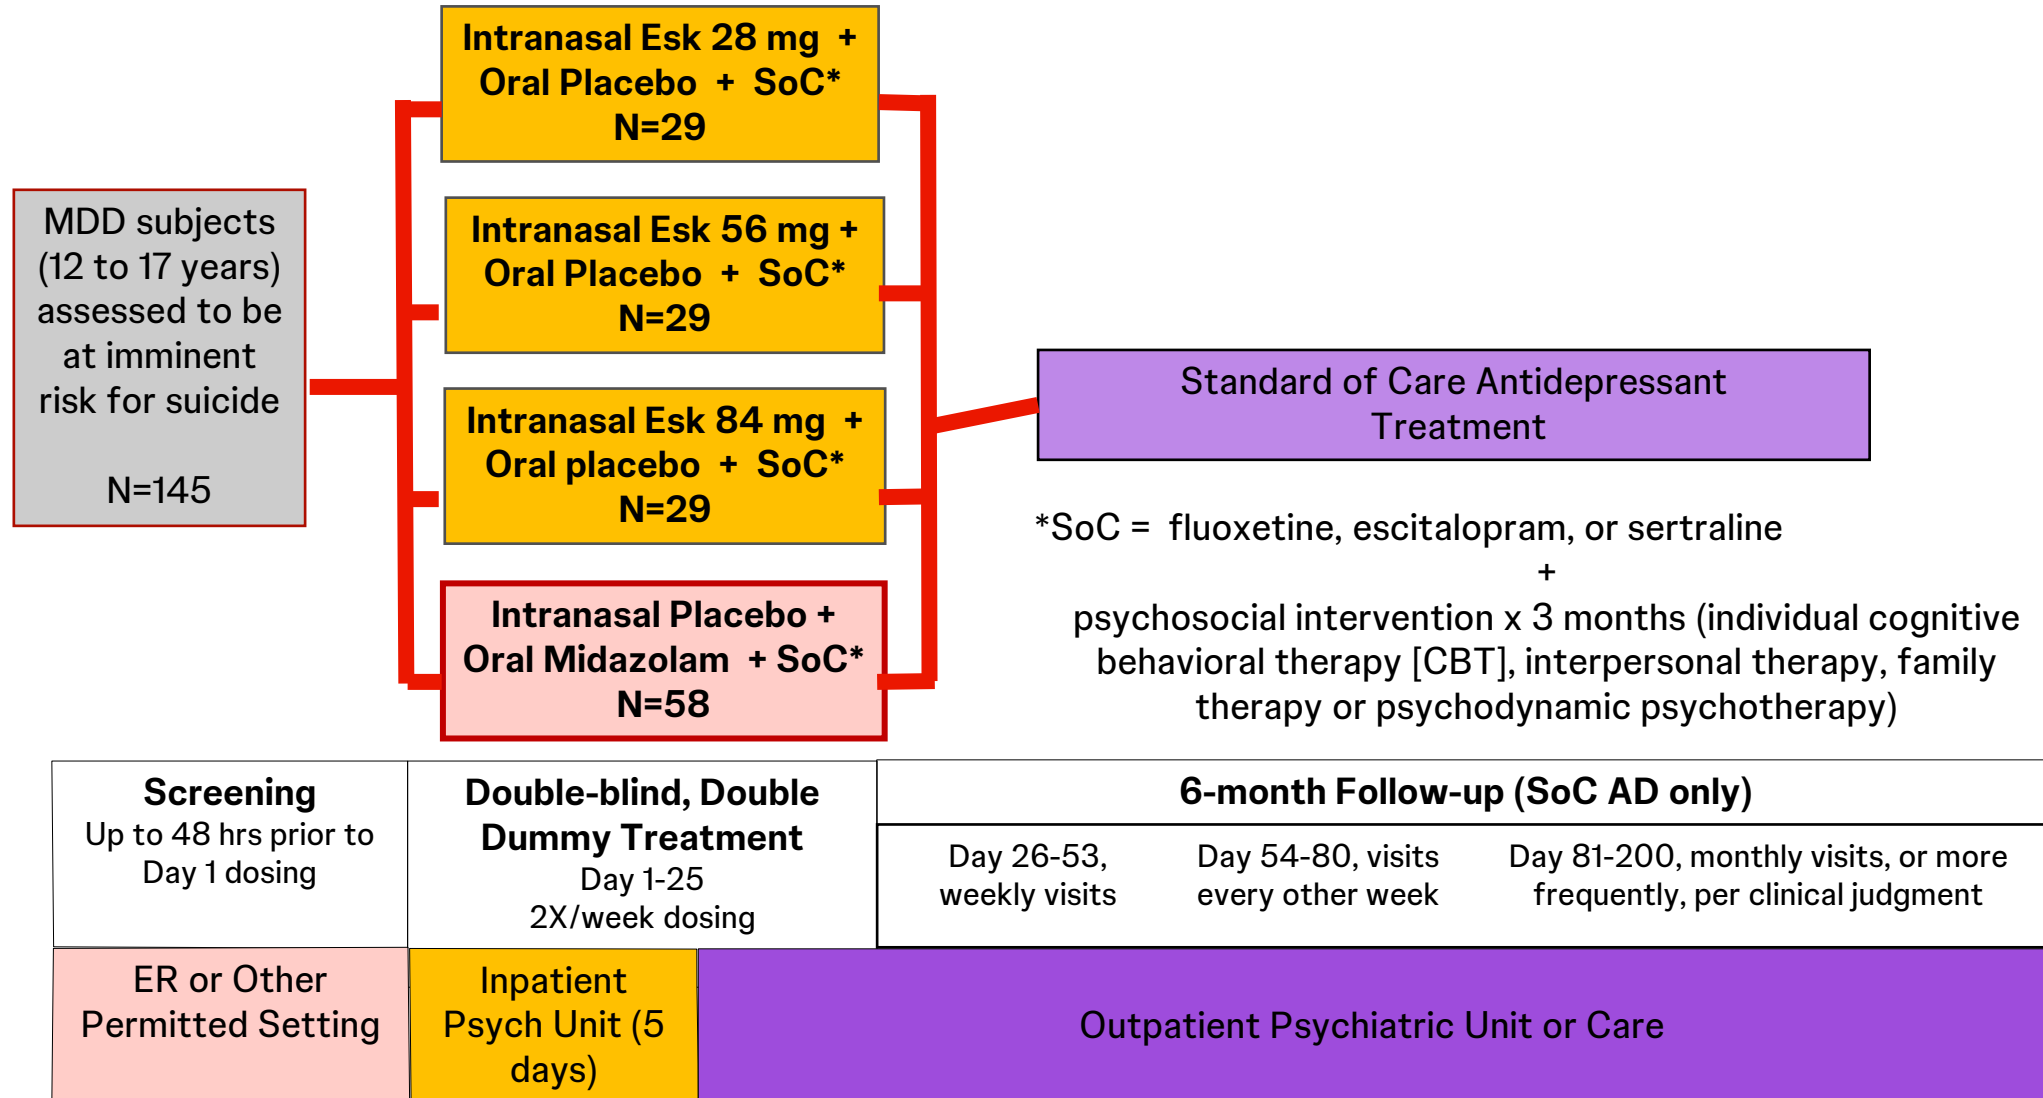 MDD subjects
(12 to 17 years)
assessed to be
at imminent
risk for suicide
N=145
Intranasal Esk 28 mg +
Oral Placebo + SoC*
N=29
Intranasal Esk 56 mg +
Oral Placebo + SoC*
N=29
Intranasal Esk 84 mg +
Oral placebo + SoC*
N=29
Intranasal Placebo +
Oral Midazolam + SoC*
N=58
Standard of Care Antidepressant
Treatment
*SoC = fluoxetine, escitalopram, or sertraline
+
psychosocial intervention x 3 months (individual cognitive
behavioral therapy [CBT], interpersonal therapy, family
therapy or psychodynamic psychotherapy)
Screening
Up to 48 hrs prior to
Day 1 dosing
Double-blind, Double
Dummy Treatment
Day 1-25
2X/week dosing
6-month Follow-up (SoC AD only)
Day 26-53,
weekly visits
Day 54-80, visits
every other week
Day 81-200, monthly visits, or more
frequently, per clinical judgment
ER or Other
Permitted Setting
Inpatient
Psych Unit (5
days)
Outpatient Psychiatric Unit or Care